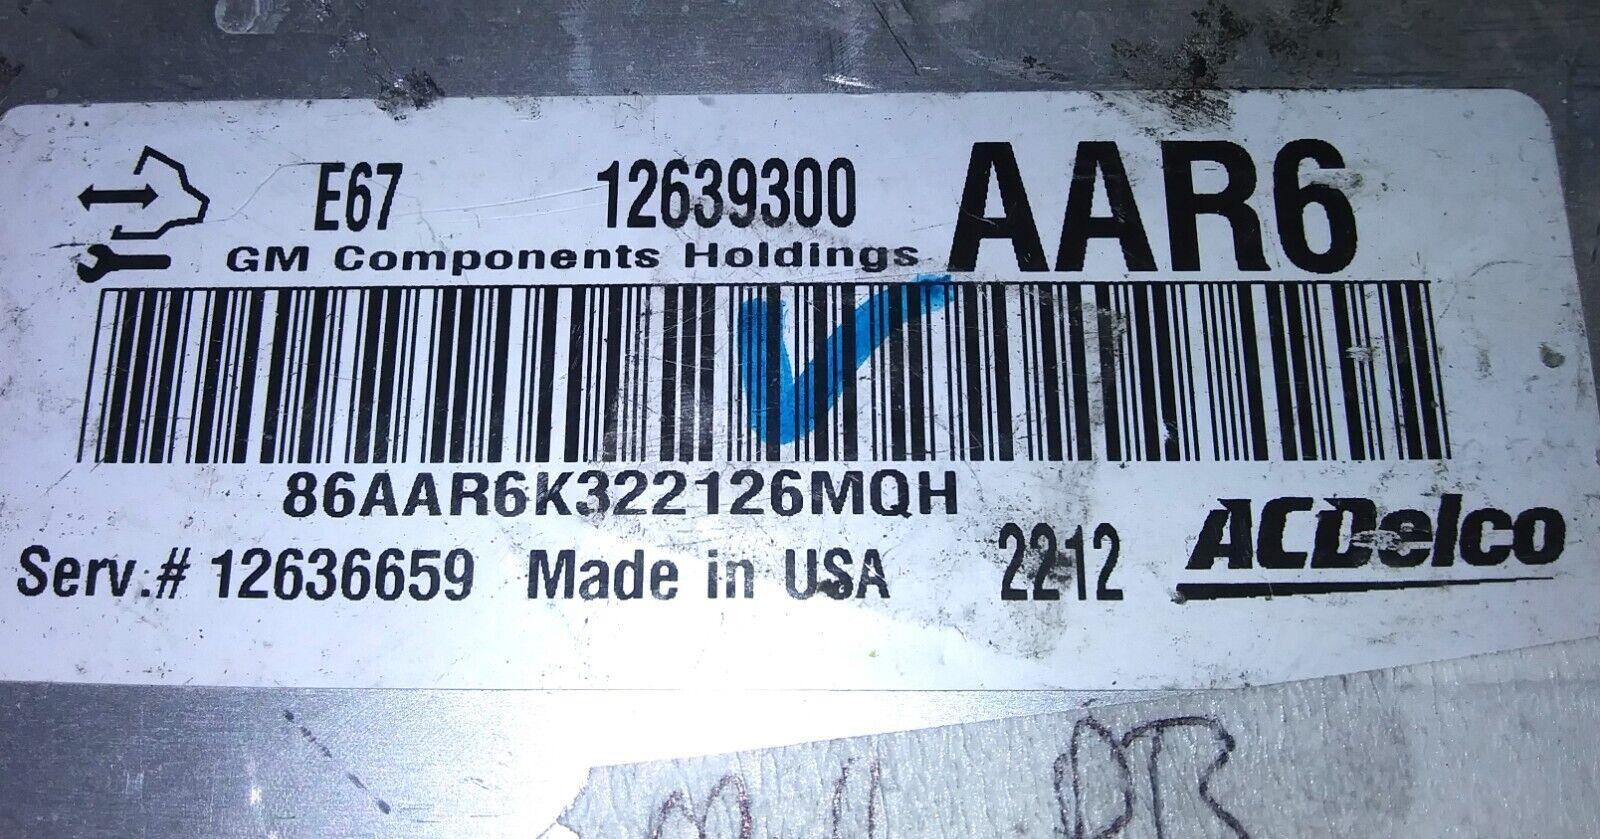 E67 12639300 AAR6
GM Components Holdings
86AAR6K322126MQH
Serv.# 12636659 Made in USA 2212 ACDelco